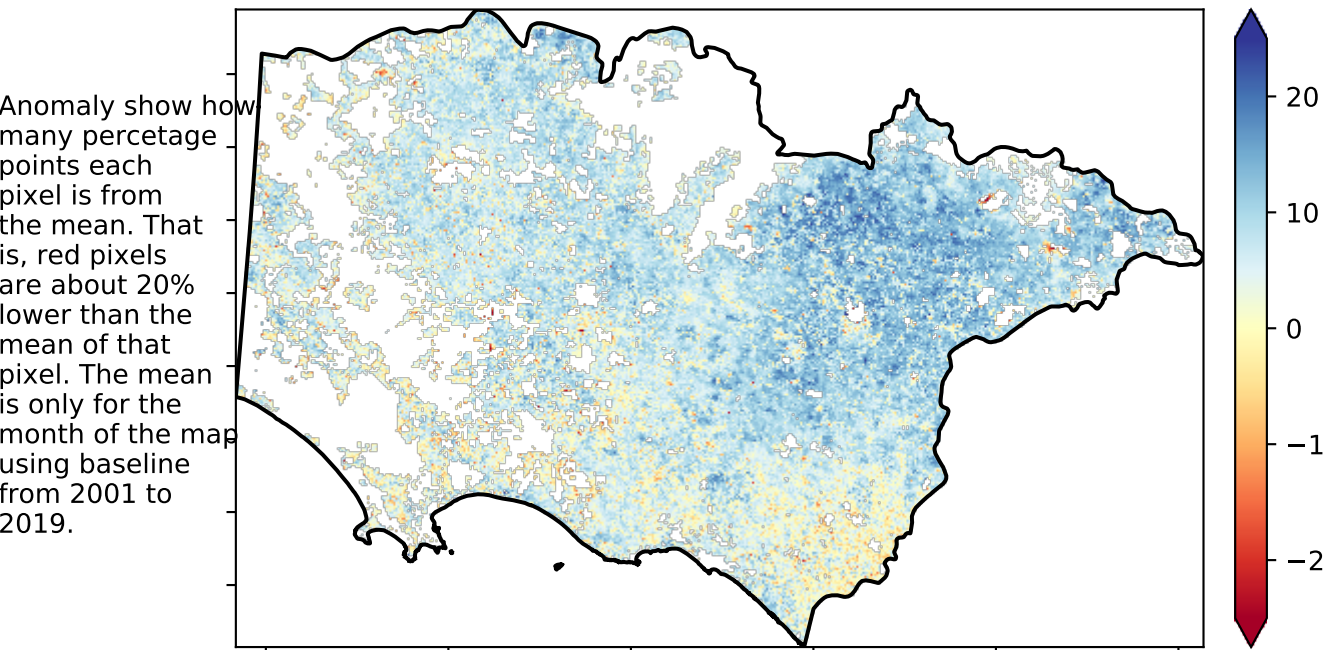 Anomaly show how
many percetage
points each
pixel is from
the mean. That
is, red pixels
are about 20%
lower than the
mean of that
pixel. The mean
is only for the
month of the map
using baseline
from 2001 to
2019.
20
10
0
−1
−2